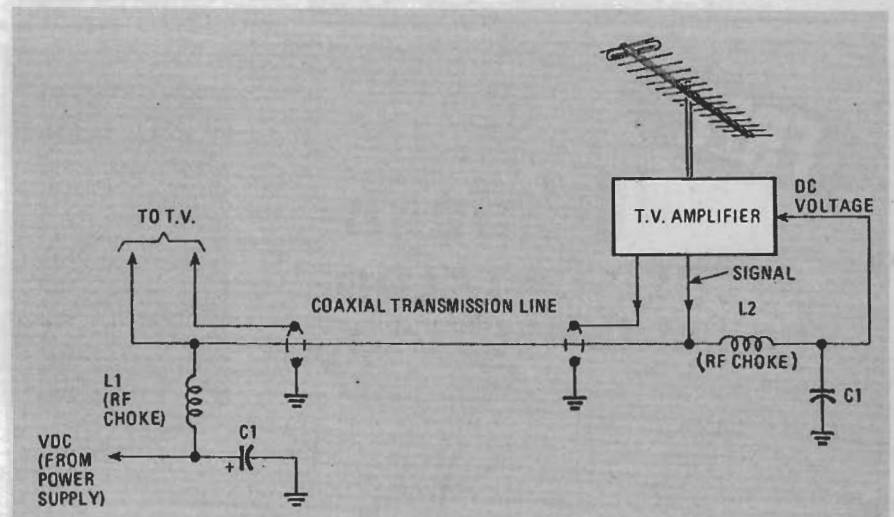 TO T.V.
COAXIAL TRANSMISSION LINE
T.V. AMPLIFIER
DC
VOLTAGE
SIGNAL
L2
(RF CHOKE)
C1
L1
(RF
CHOKE)
C1
+
VDC
(FROM
POWER
SUPPLY)